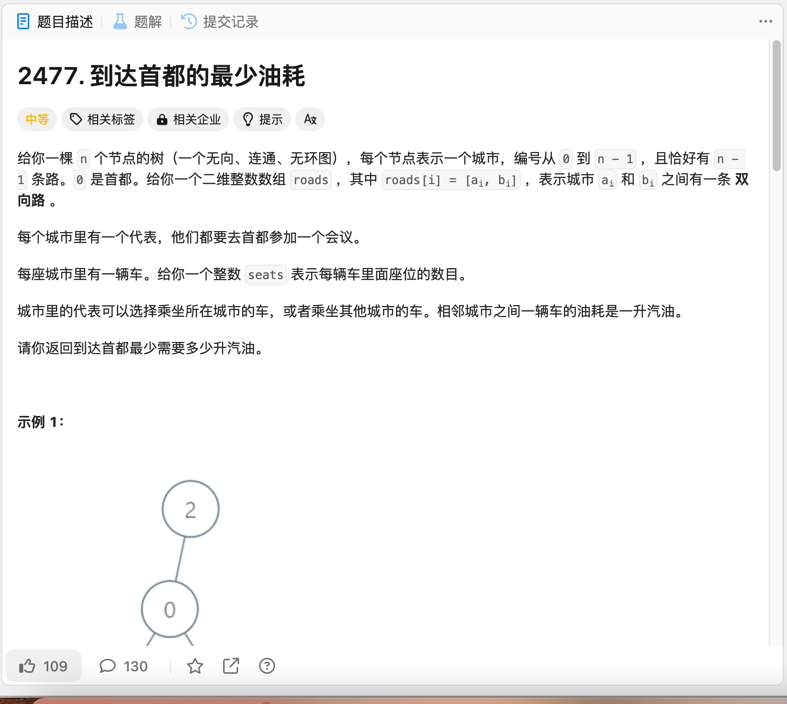 题目描述 题解 提交记录
2477. 到达首都的最少油耗
中等 相关标签 相关企业 提示 Aあ
给你一棵 n 个节点的树（一个无向、连通、无环图），每个节点表示一个城市，编号从 0 到 n - 1 ，且恰好有 n -
1 条路。0 是首都。给你一个二维整数数组 roads ，其中 roads[i] = [ai, bi] ，表示城市 ai 和 bi 之间有一条 双
向路 。
每个城市里有一个代表，他们都要去首都参加一个会议。
每座城市里有一辆车。给你一个整数 seats 表示每辆车里面座位的数目。
城市里的代表可以选择乘坐所在城市的车，或者乘坐其他城市的车。相邻城市之间一辆车的油耗是一升汽油。
请你返回到达首都最少需要多少升汽油。
示例 1：
2
0
109 130